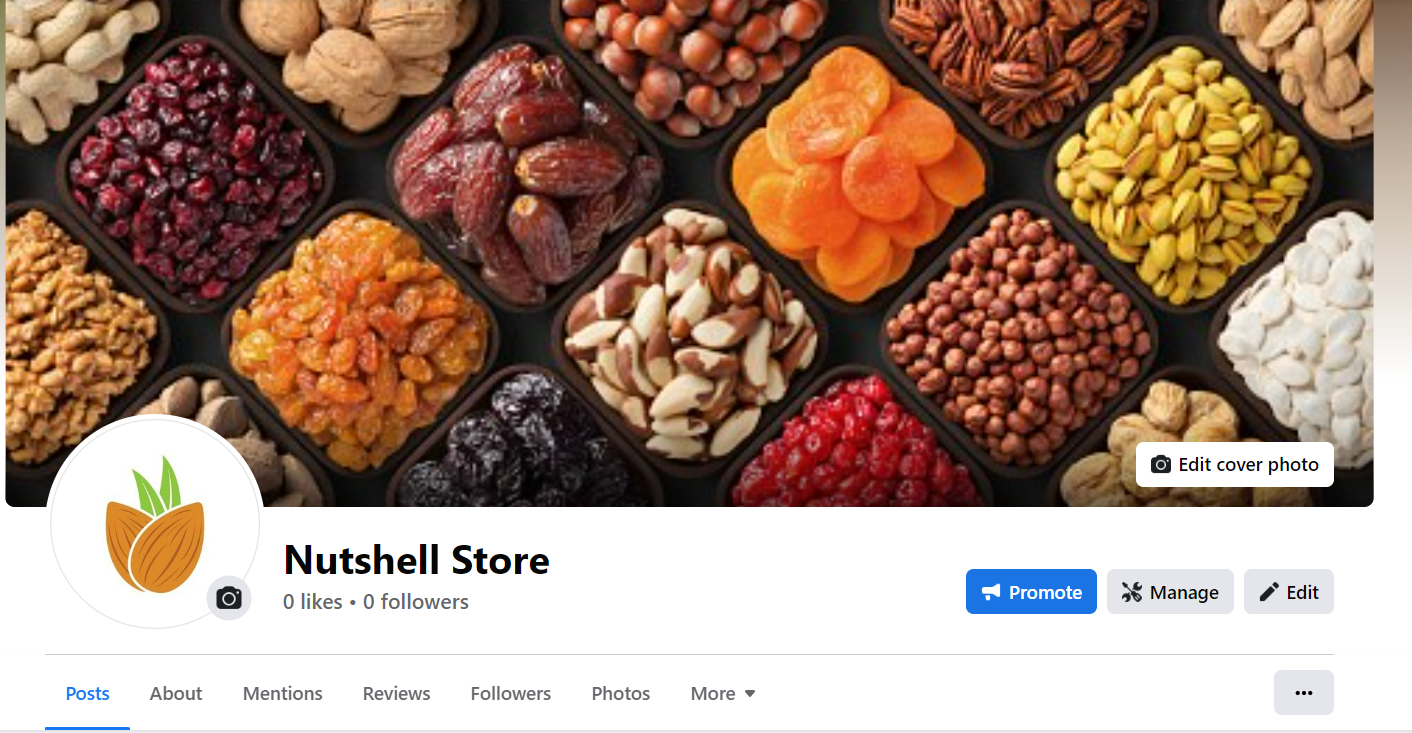 Edit cover photo
Nutshell Store
0 likes • 0 followers
Promote
Manage
Edit
Posts
About
Mentions
Reviews
Followers
Photos
More